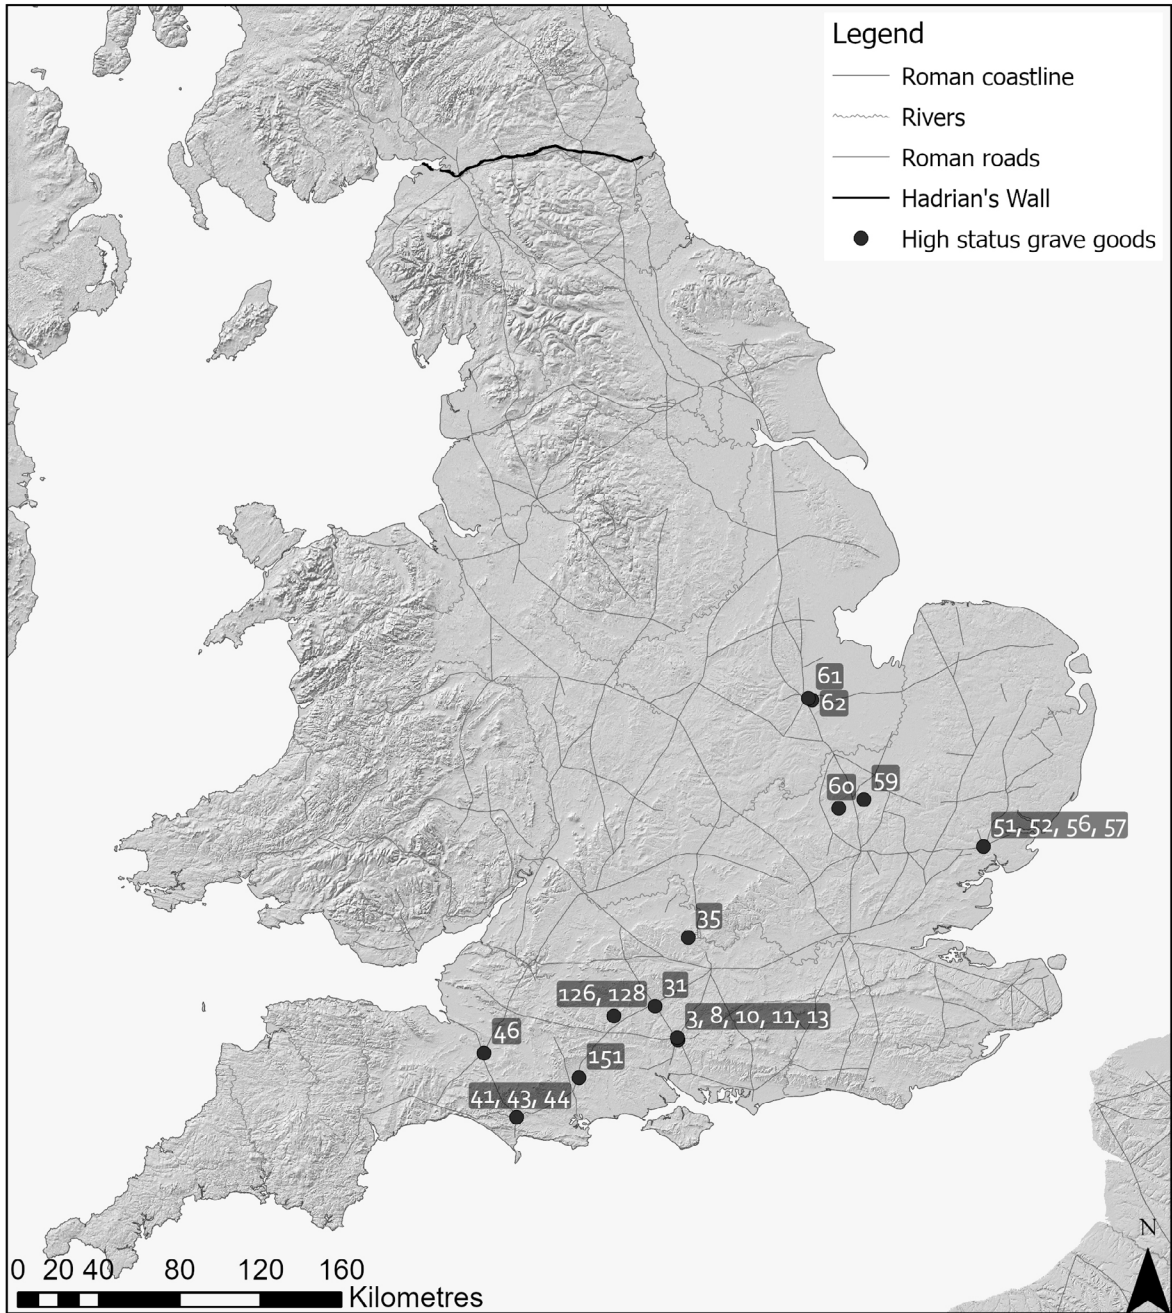 Legend
Roman coastline
Rivers
Roman roads
Hadrian's Wall
High status grave goods
61
62
59
60
51, 52, 56, 57
35
31
126, 128
3, 8, 10, 11, 13
46
151
41, 43, 44
N
0 20 40 80 120 160
Kilometres